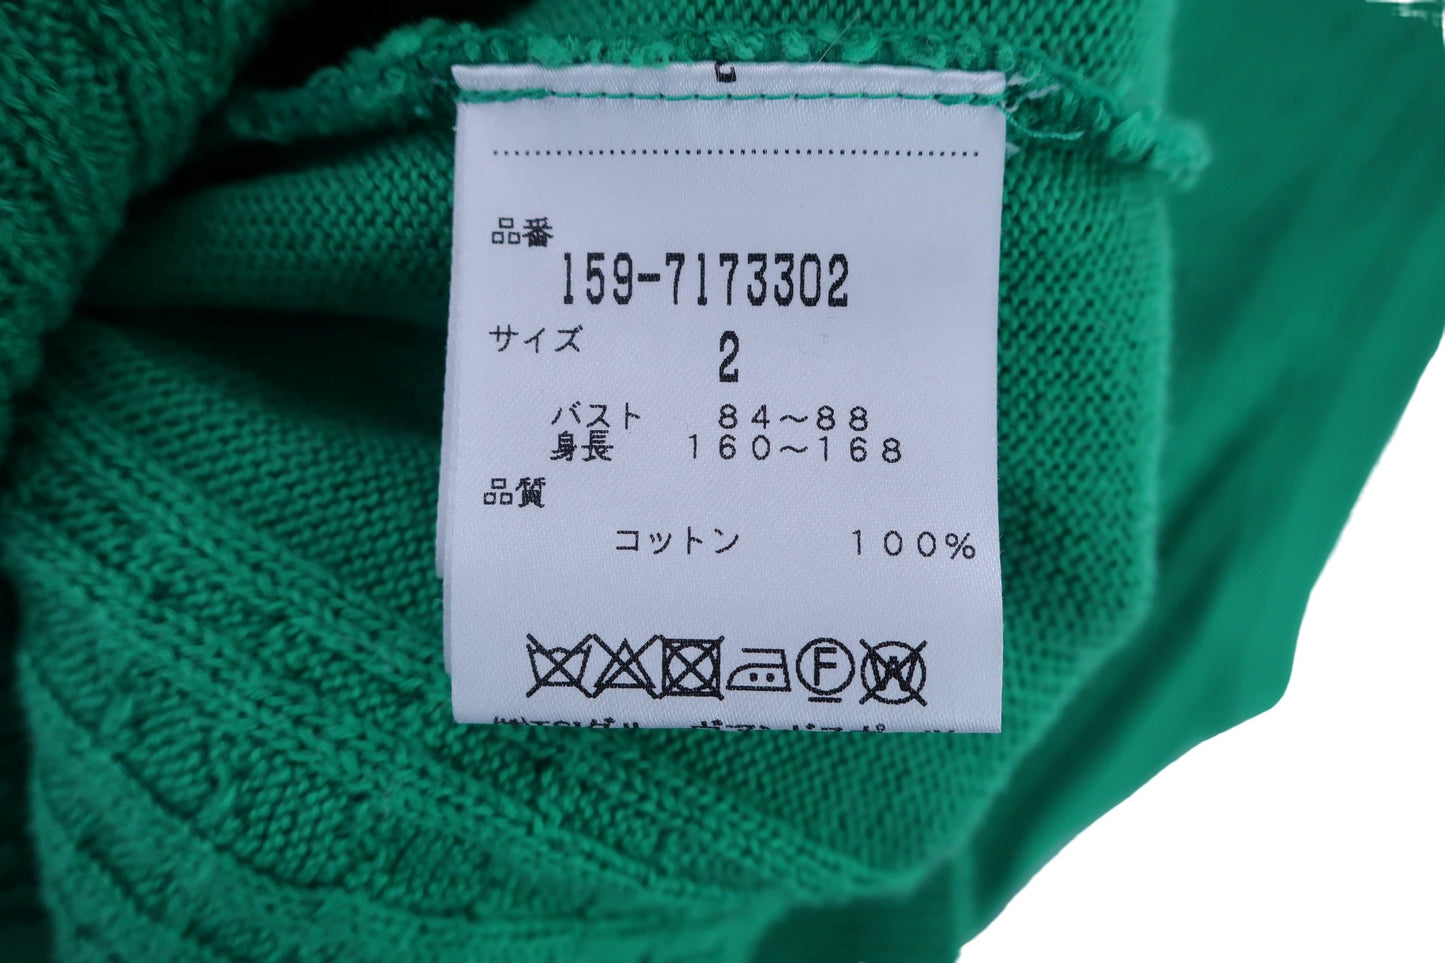 品番
159-7173302
サイズ 2
バスト 84～88
身長 160～168
品質
コットン 100%
F
W